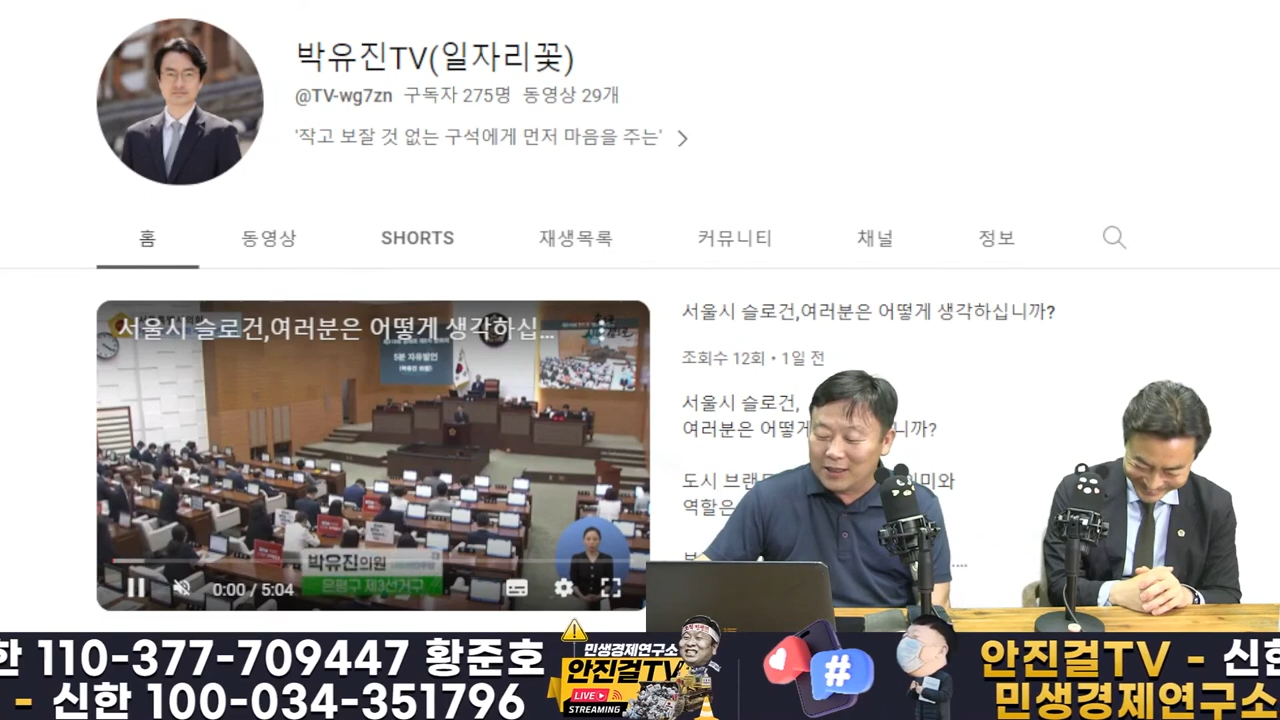 박유진TV(일자리꽃)
@TV-wg7zn 구독자 275명 동영상 29개
'작고 보잘 것 없는 구석에게 먼저 마음을 주는'
홈 동영상 SHORTS 재생목록 커뮤니티 채널 정보
서울시 슬로건,여러분은 어떻게 생각하십...
5분 자유발언
(박유진 의원)
박유진의원
은평구 제3선거구
0:00 / 5:04
서울시 슬로건,여러분은 어떻게 생각하십니까?
조회수 12회 • 1일 전
서울시 슬로건,
여러분은 어떻게
니까?
도시 브랜
의미와
역할은
한 110-377-709447 황준호
- 신한 100-034-351796
민생경제연구소
안진걸TV
LIVE
STREAMING
#
안진걸TV - 신한
민생경제연구소